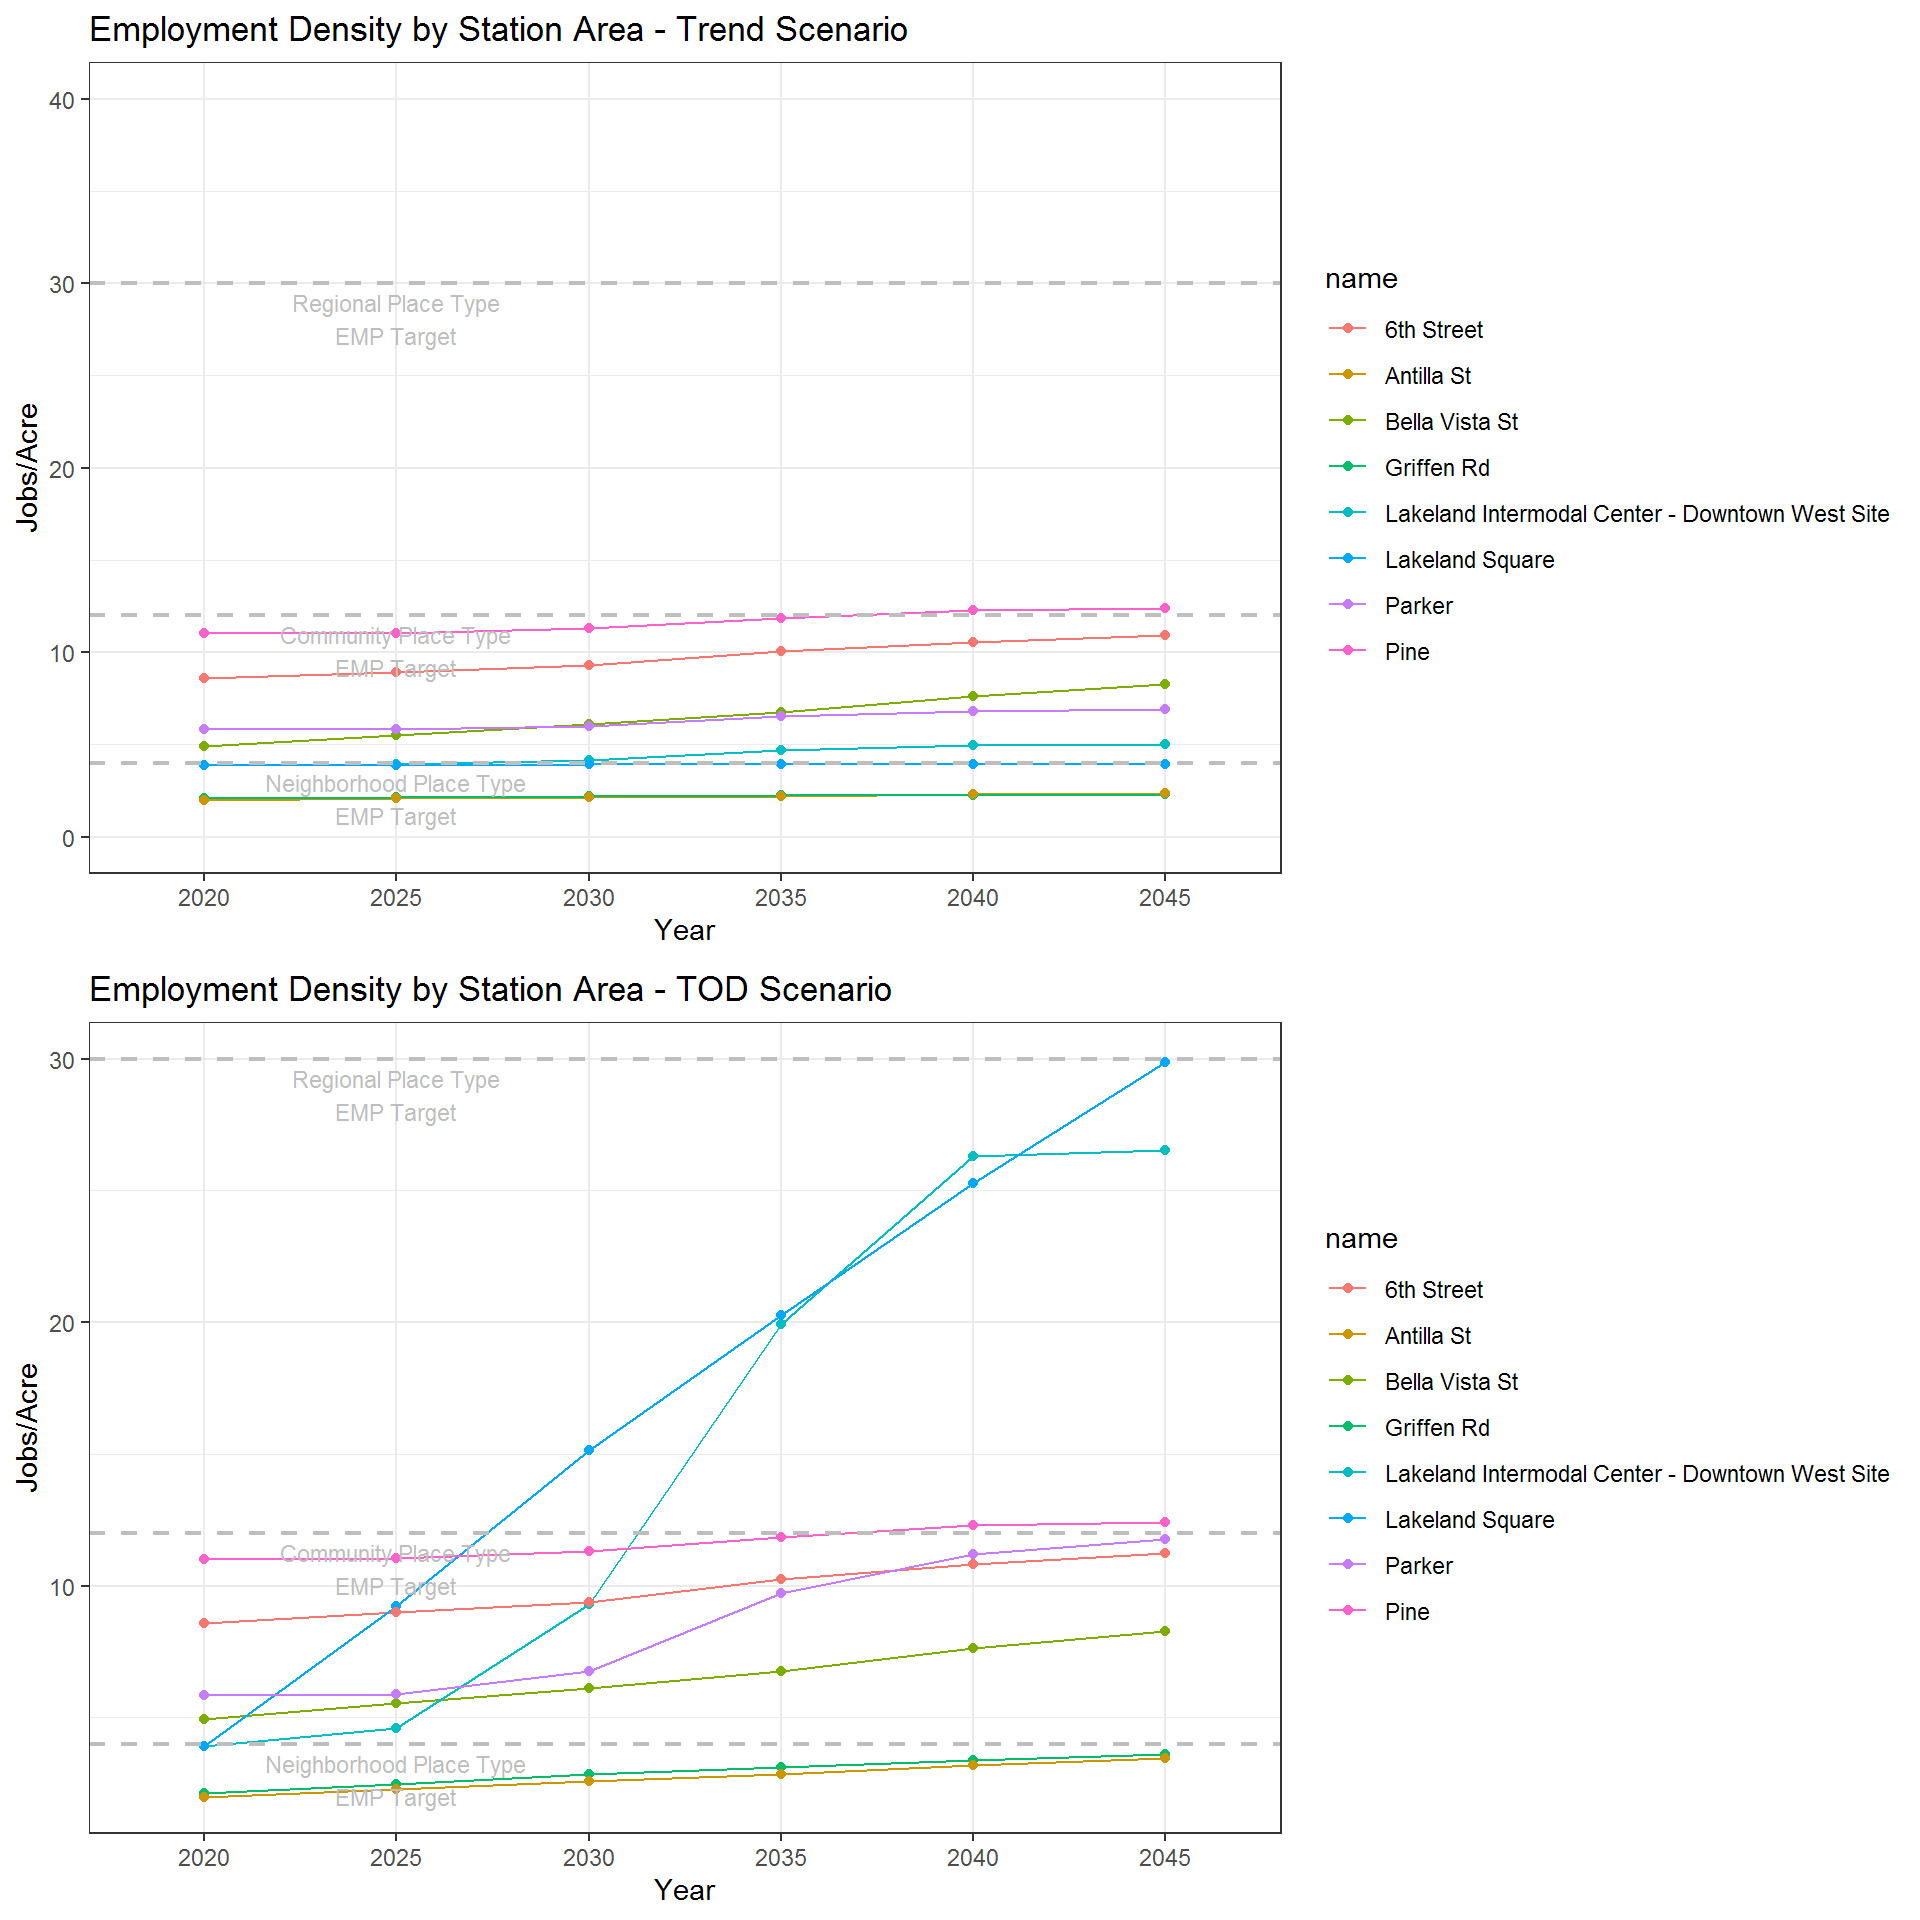 Employment Density by Station Area - Trend Scenario
40
30
20
10
0
Jobs/Acre
Regional Place Type
EMP Target
Community Place Type
EMP Target
Neighborhood Place Type
EMP Target
2020 2025 2030 2035 2040 2045
Year
name
6th Street
Antilla St
Bella Vista St
Griffen Rd
Lakeland Intermodal Center - Downtown West Site
Lakeland Square
Parker
Pine
Employment Density by Station Area - TOD Scenario
30
20
10
Jobs/Acre
Regional Place Type
EMP Target
Community Place Type
EMP Target
Neighborhood Place Type
EMP Target
2020 2025 2030 2035 2040 2045
Year
name
6th Street
Antilla St
Bella Vista St
Griffen Rd
Lakeland Intermodal Center - Downtown West Site
Lakeland Square
Parker
Pine